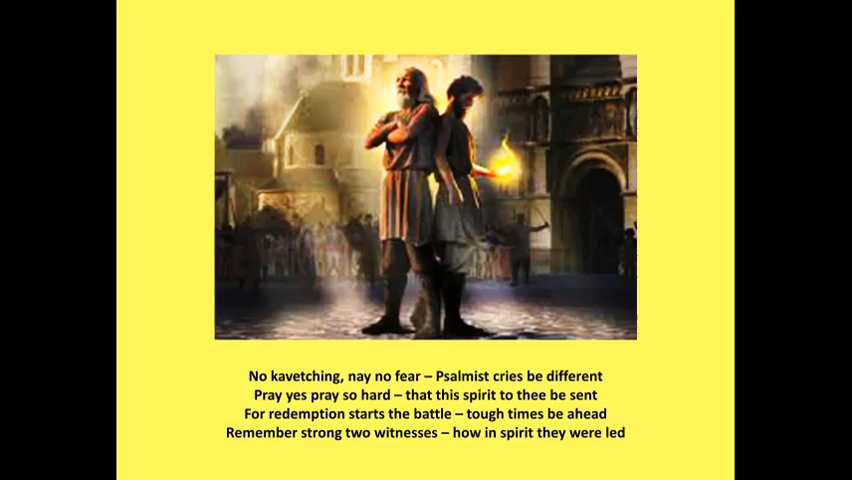 No kavetching, nay no fear – Psalmist cries be different
Pray yes pray so hard – that this spirit to thee be sent
For redemption starts the battle – tough times be ahead
Remember strong two witnesses – how in spirit they were led